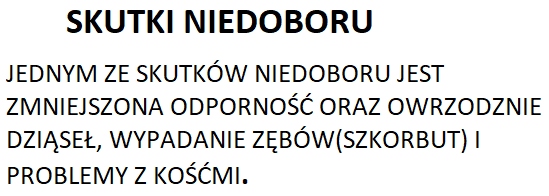 SKUTKI NIEDOBORU
JEDNYM ZE SKUTKÓW NIEDOBORU JEST
ZMNIEJSZONA ODPORNOŚĆ ORAZ OWRZODZNIE
DZIĄSEŁ, WYPADANIE ZĘBÓW(SZKORBUT) I
PROBLEMY Z KOŚĆMI.